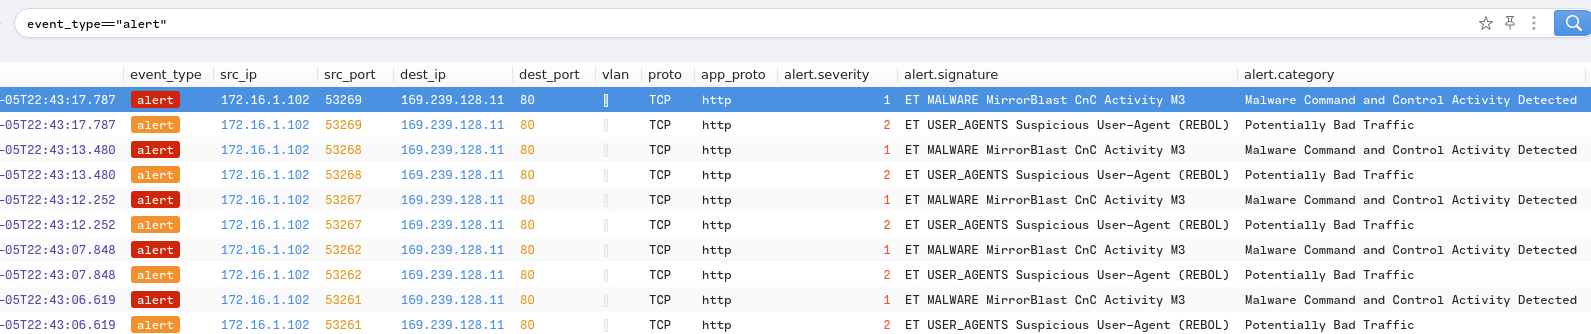 event_type=="alert"
event_type src_ip src_port dest_ip dest_port vlan proto app_proto alert.severity alert.signature alert.category
-05T22:43:17.787 alert 172.16.1.102 53269 169.239.128.11 80 TCP http 1 ET MALWARE MirrorBlast CnC Activity M3 Malware Command and Control Activity Detected
-05T22:43:17.787 alert 172.16.1.102 53269 169.239.128.11 80 TCP http 2 ET USER_AGENTS Suspicious User-Agent (REBOL) Potentially Bad Traffic
-05T22:43:13.480 alert 172.16.1.102 53268 169.239.128.11 80 TCP http 1 ET MALWARE MirrorBlast CnC Activity M3 Malware Command and Control Activity Detected
-05T22:43:13.480 alert 172.16.1.102 53268 169.239.128.11 80 TCP http 2 ET USER_AGENTS Suspicious User-Agent (REBOL) Potentially Bad Traffic
-05T22:43:12.252 alert 172.16.1.102 53267 169.239.128.11 80 TCP http 1 ET MALWARE MirrorBlast CnC Activity M3 Malware Command and Control Activity Detected
-05T22:43:12.252 alert 172.16.1.102 53267 169.239.128.11 80 TCP http 2 ET USER_AGENTS Suspicious User-Agent (REBOL) Potentially Bad Traffic
-05T22:43:07.848 alert 172.16.1.102 53262 169.239.128.11 80 TCP http 1 ET MALWARE MirrorBlast CnC Activity M3 Malware Command and Control Activity Detected
-05T22:43:07.848 alert 172.16.1.102 53262 169.239.128.11 80 TCP http 2 ET USER_AGENTS Suspicious User-Agent (REBOL) Potentially Bad Traffic
-05T22:43:06.619 alert 172.16.1.102 53261 169.239.128.11 80 TCP http 1 ET MALWARE MirrorBlast CnC Activity M3 Malware Command and Control Activity Detected
-05T22:43:06.619 alert 172.16.1.102 53261 169.239.128.11 80 TCP http 2 ET USER_AGENTS Suspicious User-Agent (REBOL) Potentially Bad Traffic